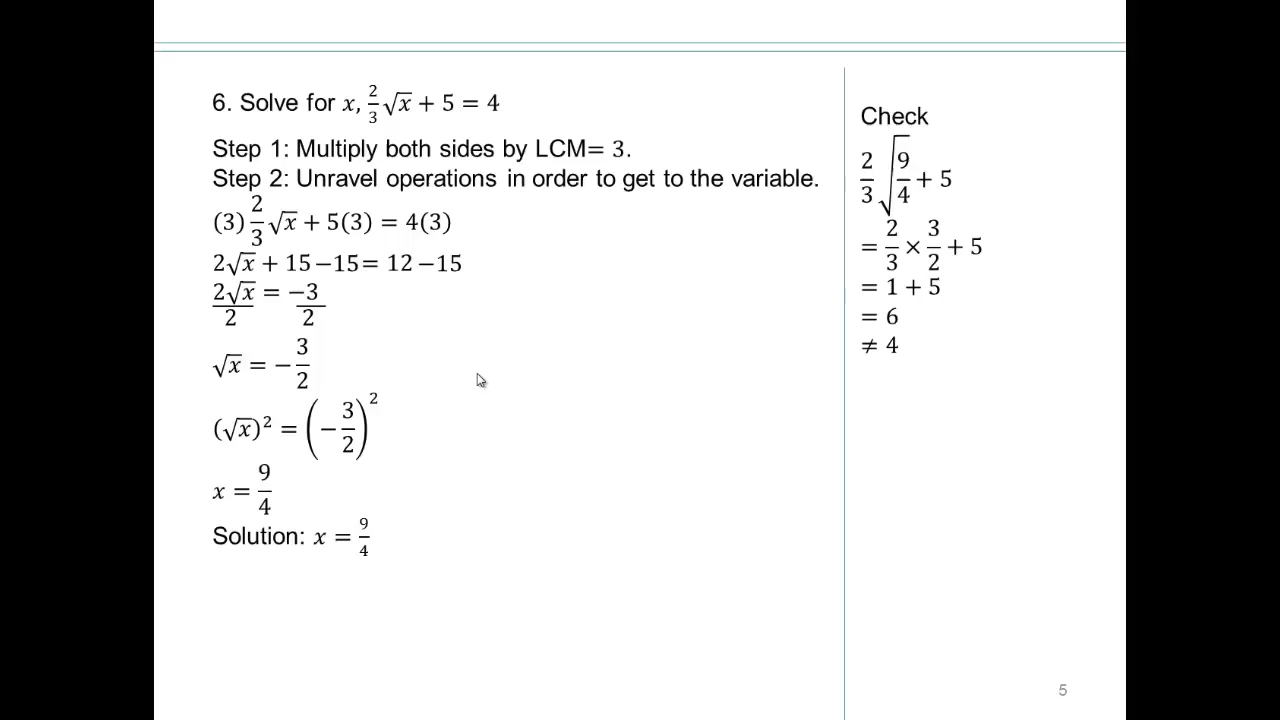 6. Solve for x, 2/3 √x + 5 = 4
Step 1: Multiply both sides by LCM= 3.
Step 2: Unravel operations in order to get to the variable.
(3) 2/3 √x + 5(3) = 4(3)
2√x + 15 −15= 12 −15
2√x/2 = −3/2
√x = − 3/2
(√x)² = (− 3/2)²
x = 9/4
Solution: x = 9/4
Check
2/3 √(9/4) + 5
= 2/3 × 3/2 + 5
= 1 + 5
= 6
≠ 4
5